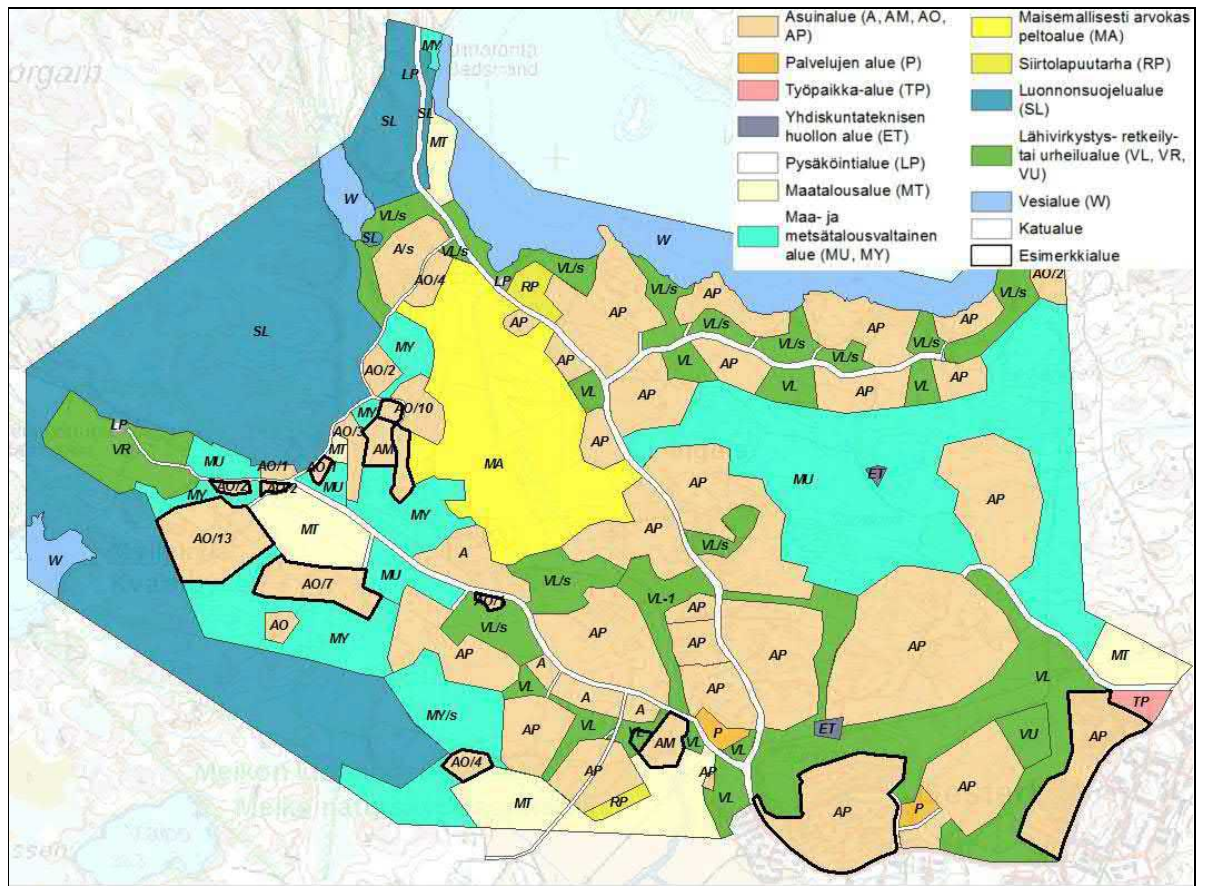 Asuinalue (A, AM, AO,
AP)
Palvelujen alue (P)
Työpaikka-alue (TP)
Yhdiskuntateknisen
huollon alue (ET)
Pysäköintialue (LP)
Maatalousalue (MT)
Maa- ja
metsätalousvaltainen
alue (MU, MY)
Maisemallisesti arvokas
peltoalue (MA)
Siirtolapuutarha (RP)
Luonnonsuojelualue
(SL)
Lähivirkystys- retkeily-
tai urheilualue (VL, VR,
VU)
Vesialue (W)
Katualue
Esimerkkialue
MY
LP
SL
SL
MT
W
VL/s
SL
A/s
VL/s
W
AO/4
LP
RP
VL/s
VL/s
AP
AO/2
AP
AP
VL/s
AP
AP
VL/s
VL/s
VL/s
SL
MY
AP
VL
AP
VL
AP
VL
AP
AO/2
VL
AP
MY
AO/10
LP
AO/3
AM
AP
VR
MU
AO/1
MT
AO/1
MA
MU
ET
AP
MY
AO/2
AO/2
MU
MY
AP
AO/13
MT
A
VL/s
W
MU
VL/s
AO/7
VL-1
AP
AO
MY
VL/s
AP
AP
AP
AP
AP
A
VL
A
AP
VL
MT
MY/s
A
TP
AP
VL
AM
VL
P
VL
ET
VU
AP
AO/4
AP
AP
MT
RP
VL
AP
P
AP